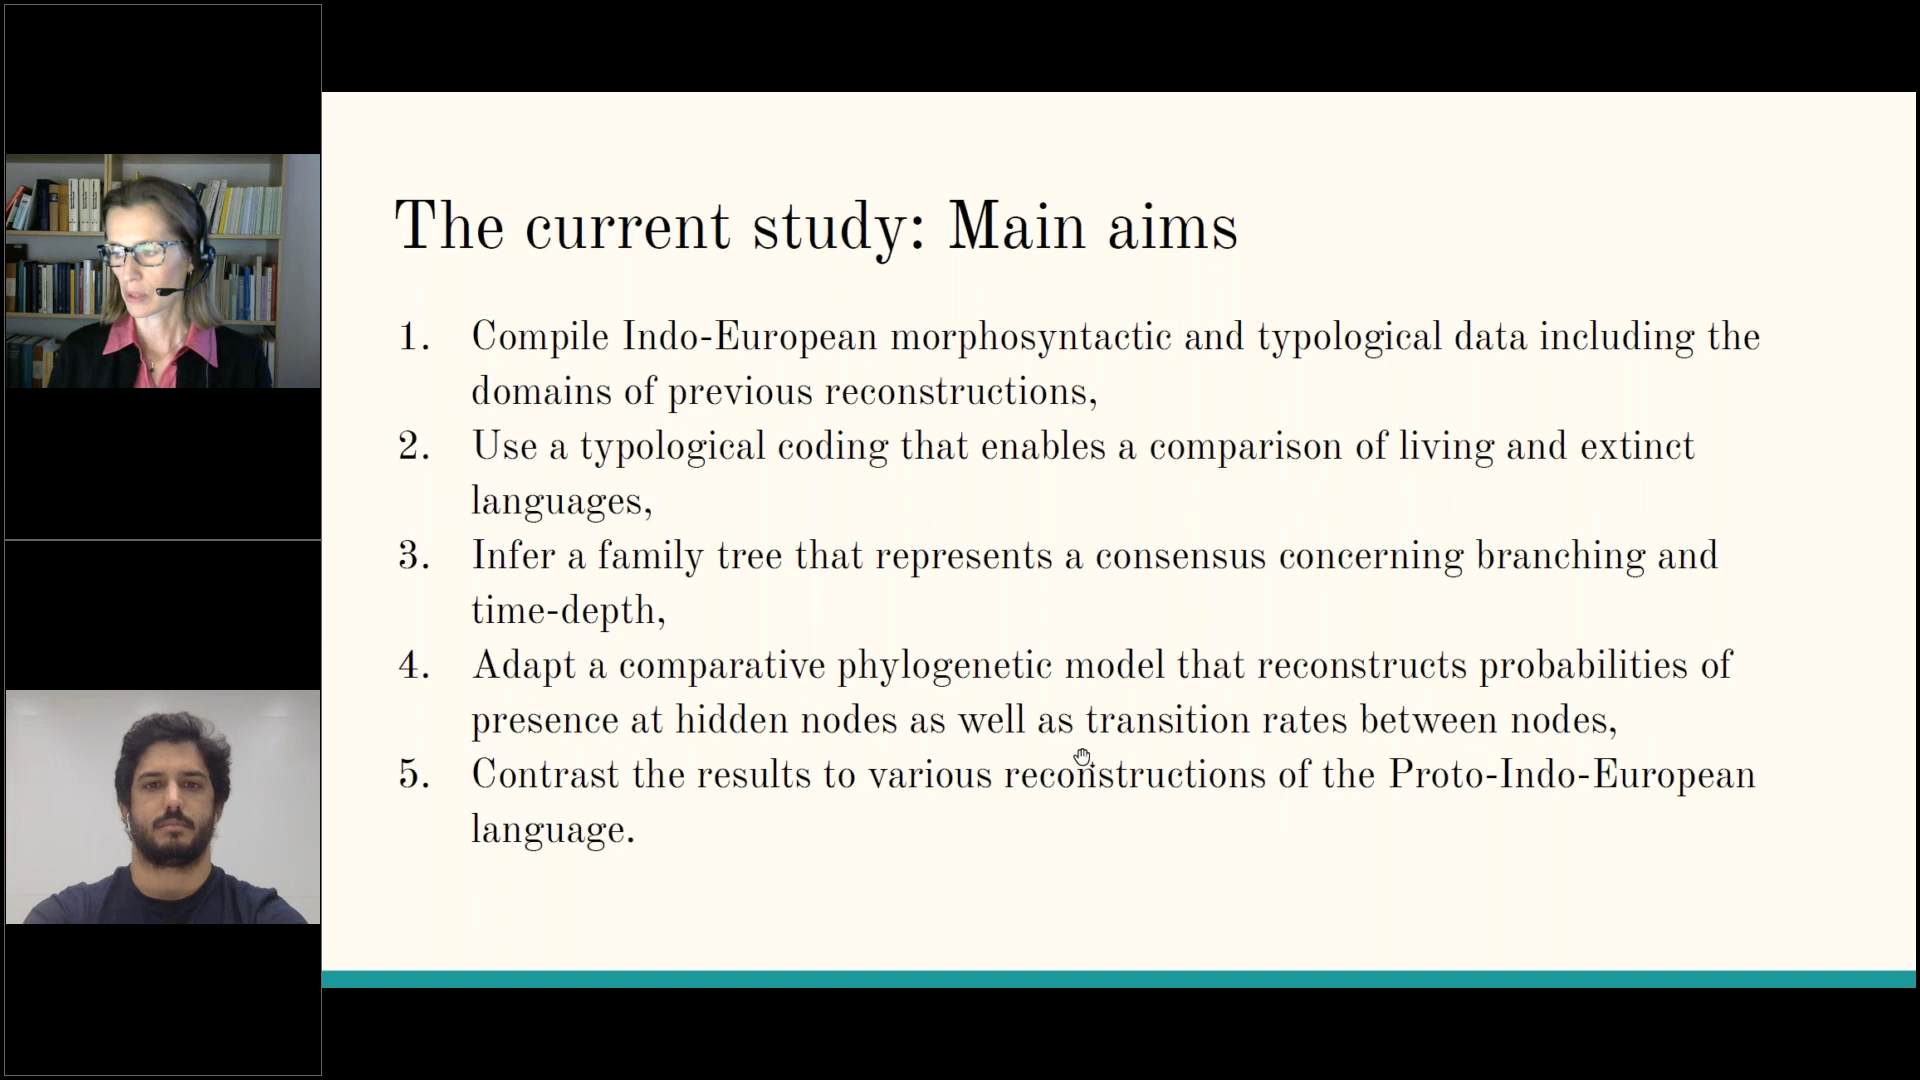 The current study: Main aims
1. Compile Indo-European morphosyntactic and typological data including the
domains of previous reconstructions,
2. Use a typological coding that enables a comparison of living and extinct
languages,
3. Infer a family tree that represents a consensus concerning branching and
time-depth,
4. Adapt a comparative phylogenetic model that reconstructs probabilities of
presence at hidden nodes as well as transition rates between nodes,
5. Contrast the results to various reconstructions of the Proto-Indo-European
language.